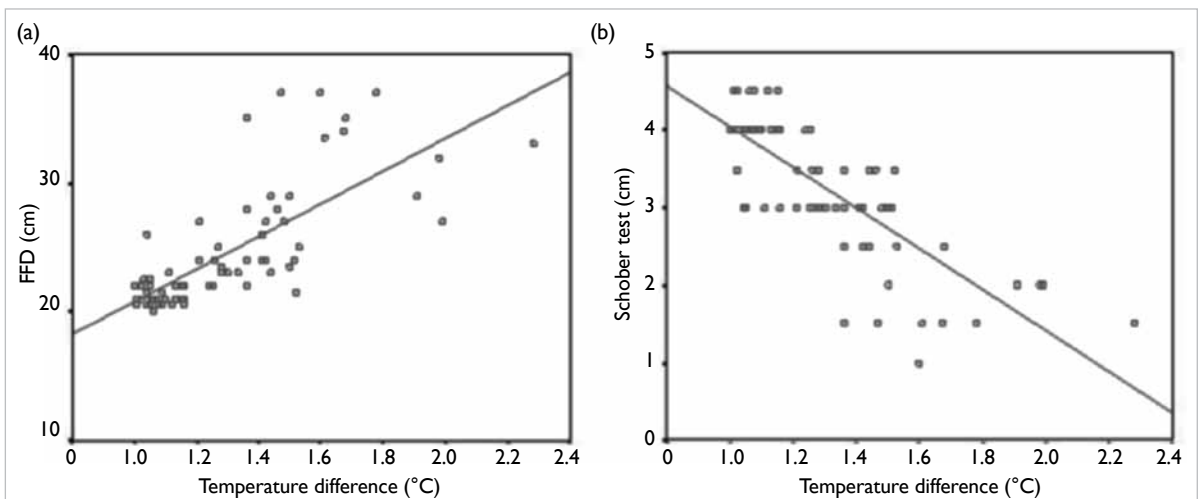 (a)
40
30
20
10
FFD (cm)
0 1.0 1.2 1.4 1.6 1.8 2.0 2.2 2.4
Temperature difference (°C)
(b)
5
4
3
2
1
0
Schober test (cm)
0 1.0 1.2 1.4 1.6 1.8 2.0 2.2 2.4
Temperature difference (°C)